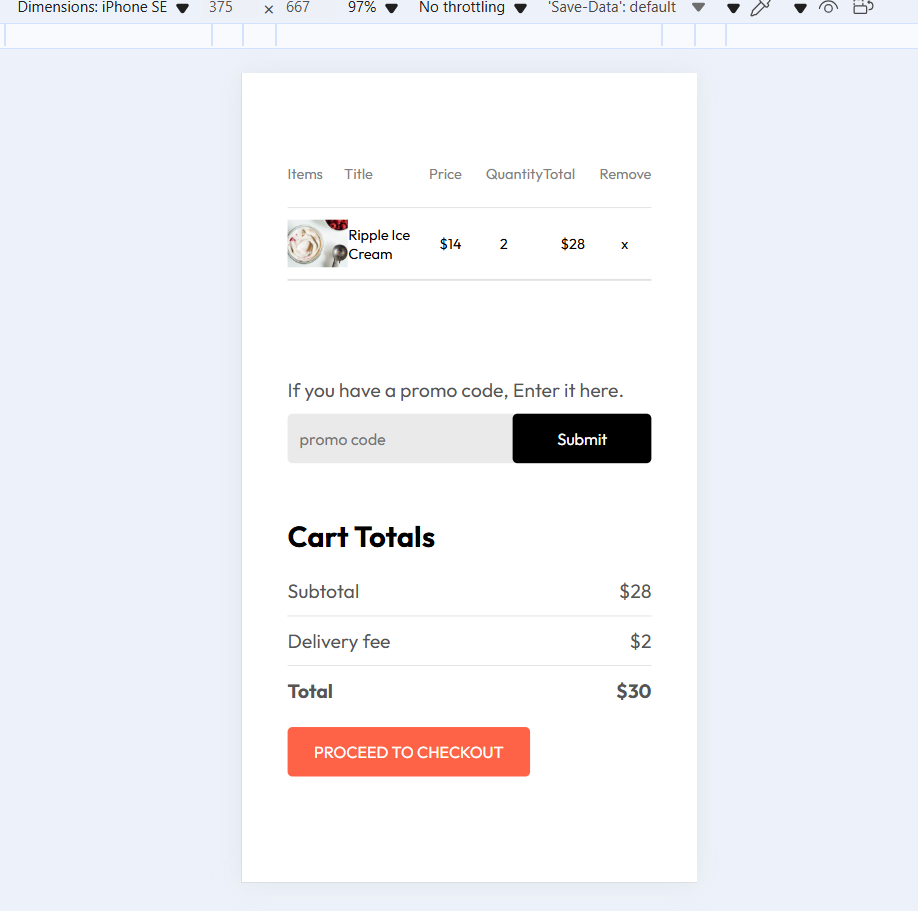 Dimensions: iPhone SE 375 × 667 97% No throttling 'Save-Data': default
Items Title Price Quantity Total Remove
Ripple Ice
Cream
$14 2 $28 x
If you have a promo code, Enter it here.
promo code Submit
Cart Totals
Subtotal $28
Delivery fee $2
Total $30
PROCEED TO CHECKOUT